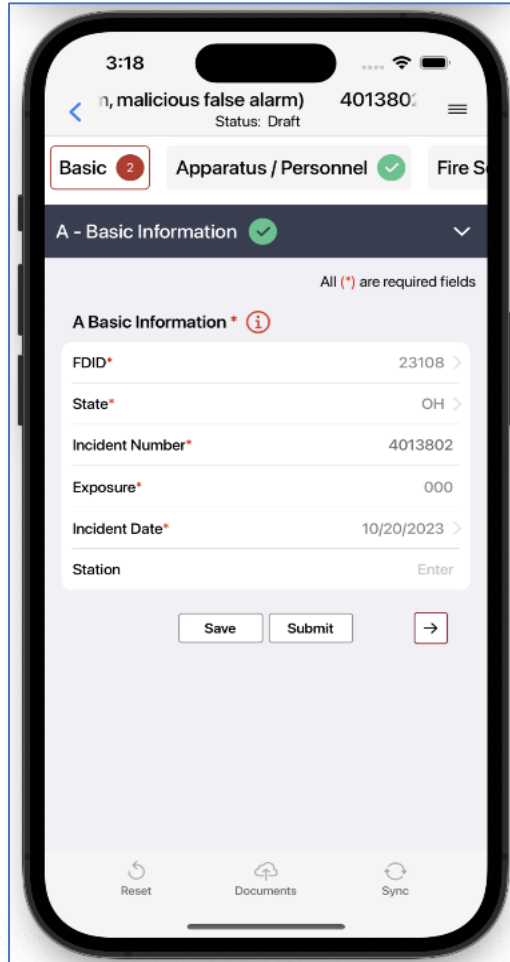 3:18
n, malicious false alarm) 401380
Status: Draft
Basic 2 Apparatus / Personnel Fire
A - Basic Information
All (*) are required fields
A Basic Information * i
FDID* 23108
State* OH
Incident Number* 4013802
Exposure* 000
Incident Date* 10/20/2023
Station Enter
Save Submit
Reset Documents Sync